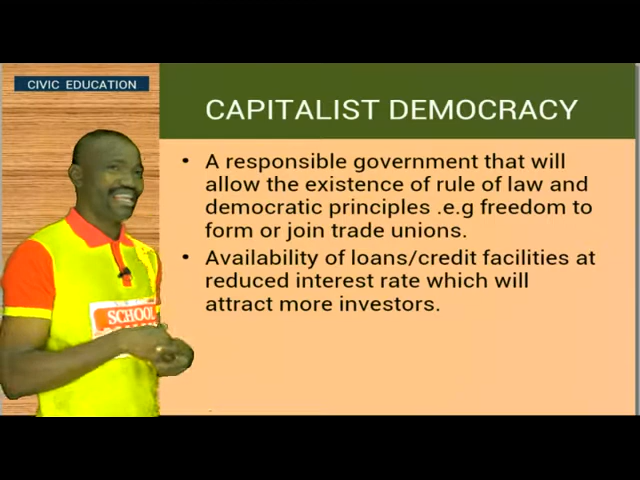 CIVIC EDUCATION
CAPITALIST DEMOCRACY
• A responsible government that will
allow the existence of rule of law and
democratic principles .e.g freedom to
form or join trade unions.
• Availability of loans/credit facilities at
reduced interest rate which will
attract more investors.
SCHOOL